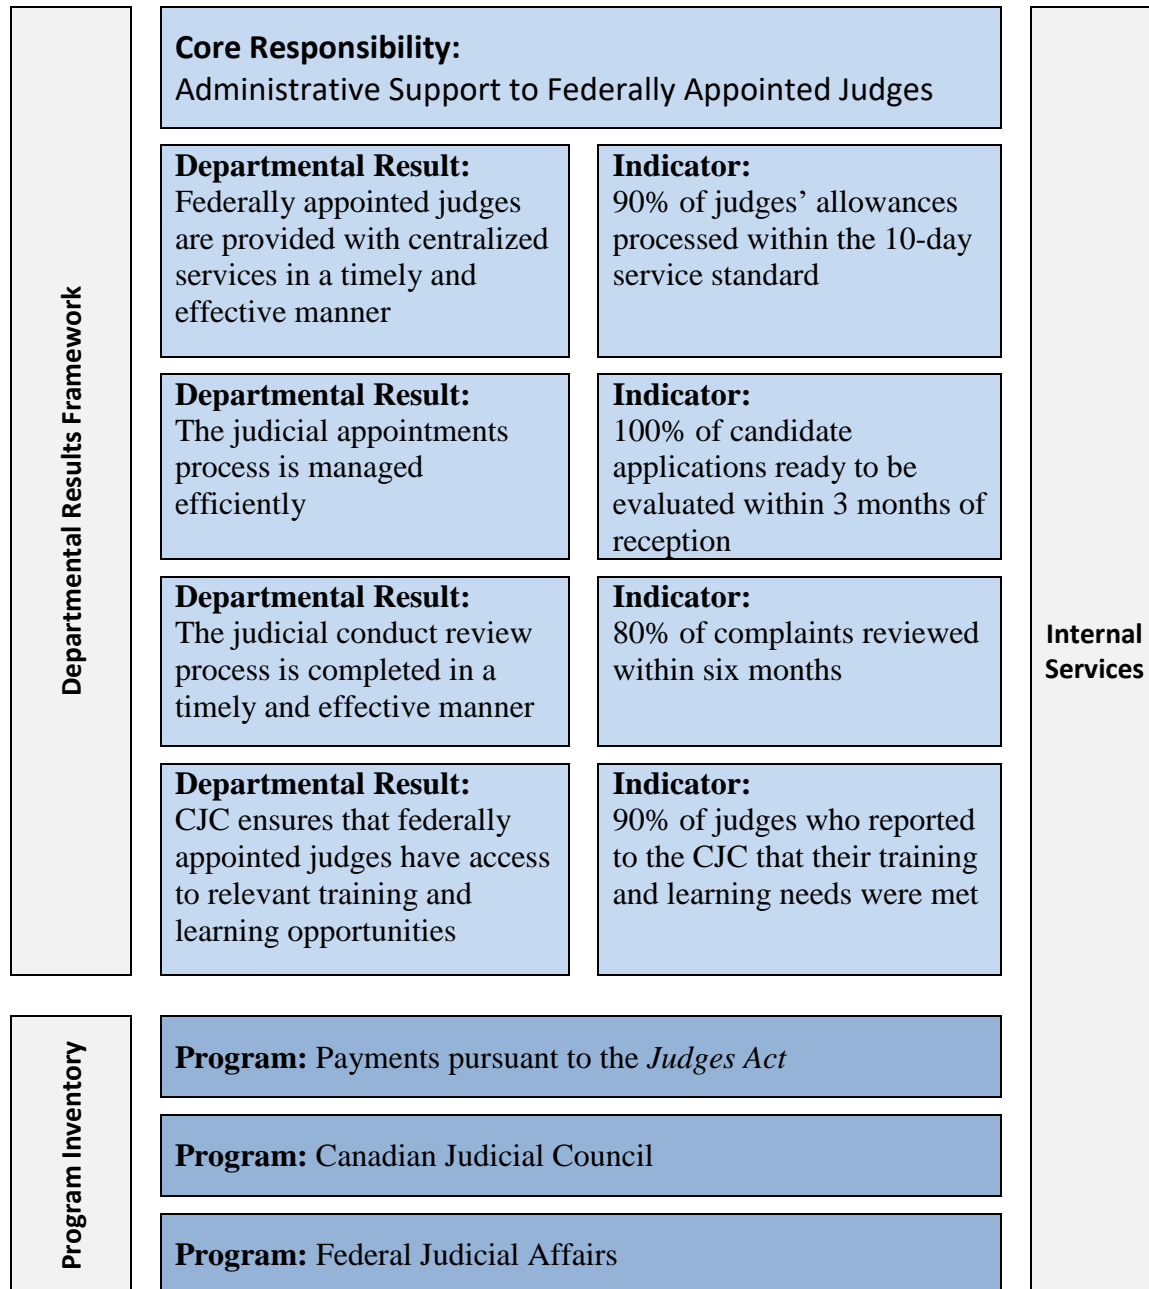 Departmental Results Framework
Core Responsibility:
Administrative Support to Federally Appointed Judges
Departmental Result:
Federally appointed judges
are provided with centralized
services in a timely and
effective manner
Indicator:
90% of judges’ allowances
processed within the 10-day
service standard
Departmental Result:
The judicial appointments
process is managed
efficiently
Indicator:
100% of candidate
applications ready to be
evaluated within 3 months of
reception
Departmental Result:
The judicial conduct review
process is completed in a
timely and effective manner
Indicator:
80% of complaints reviewed
within six months
Departmental Result:
CJC ensures that federally
appointed judges have access
to relevant training and
learning opportunities
Indicator:
90% of judges who reported
to the CJC that their training
and learning needs were met
Program Inventory
Program: Payments pursuant to the Judges Act
Program: Canadian Judicial Council
Program: Federal Judicial Affairs
Internal
Services